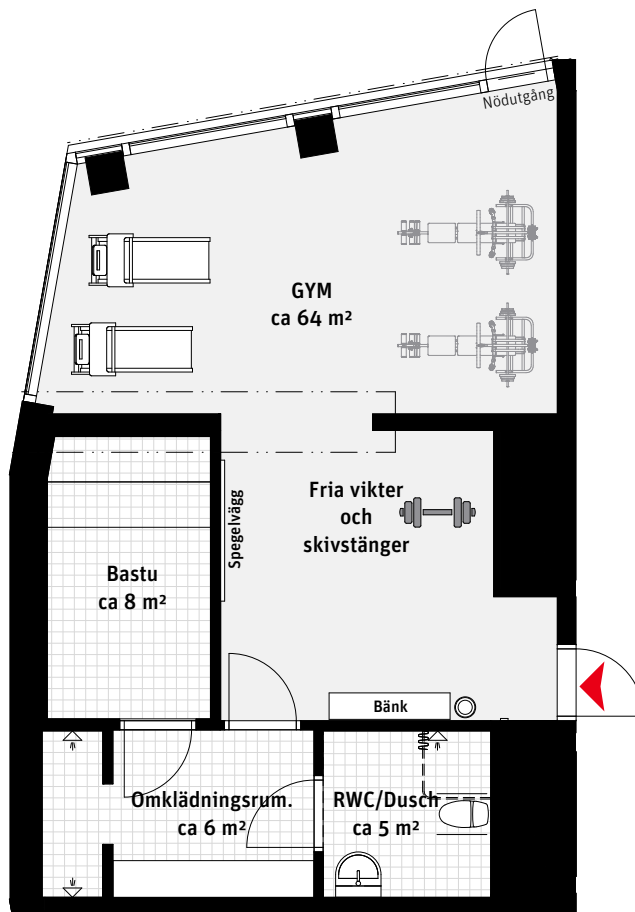 Nödutgång
GYM
ca 64 m²
Fria vikter
och
skivstänger
Spegelvägg
Bastu
ca 8 m²
Bänk
Omklädningsrum.
ca 6 m²
RWC/Dusch
ca 5 m²